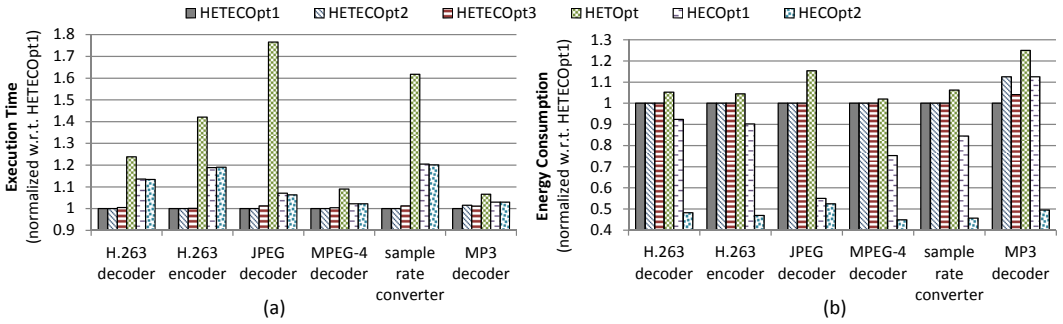 HETECOpt1 HETECOpt2 HETECOpt3 HETOpt HECOpt1 HECOpt2
Execution Time
(normalized w.r.t. HETECOpt1)
1.8
1.7
1.6
1.5
1.4
1.3
1.2
1.1
1
0.9
H.263 decoder
H.263 encoder
JPEG decoder
MPEG-4 decoder
sample rate converter
MP3 decoder
(a)
Energy Consumption
(normalized w.r.t. HETECOpt1)
1.3
1.2
1.1
1
0.9
0.8
0.7
0.6
0.5
0.4
H.263 decoder
H.263 encoder
JPEG decoder
MPEG-4 decoder
sample rate converter
MP3 decoder
(b)